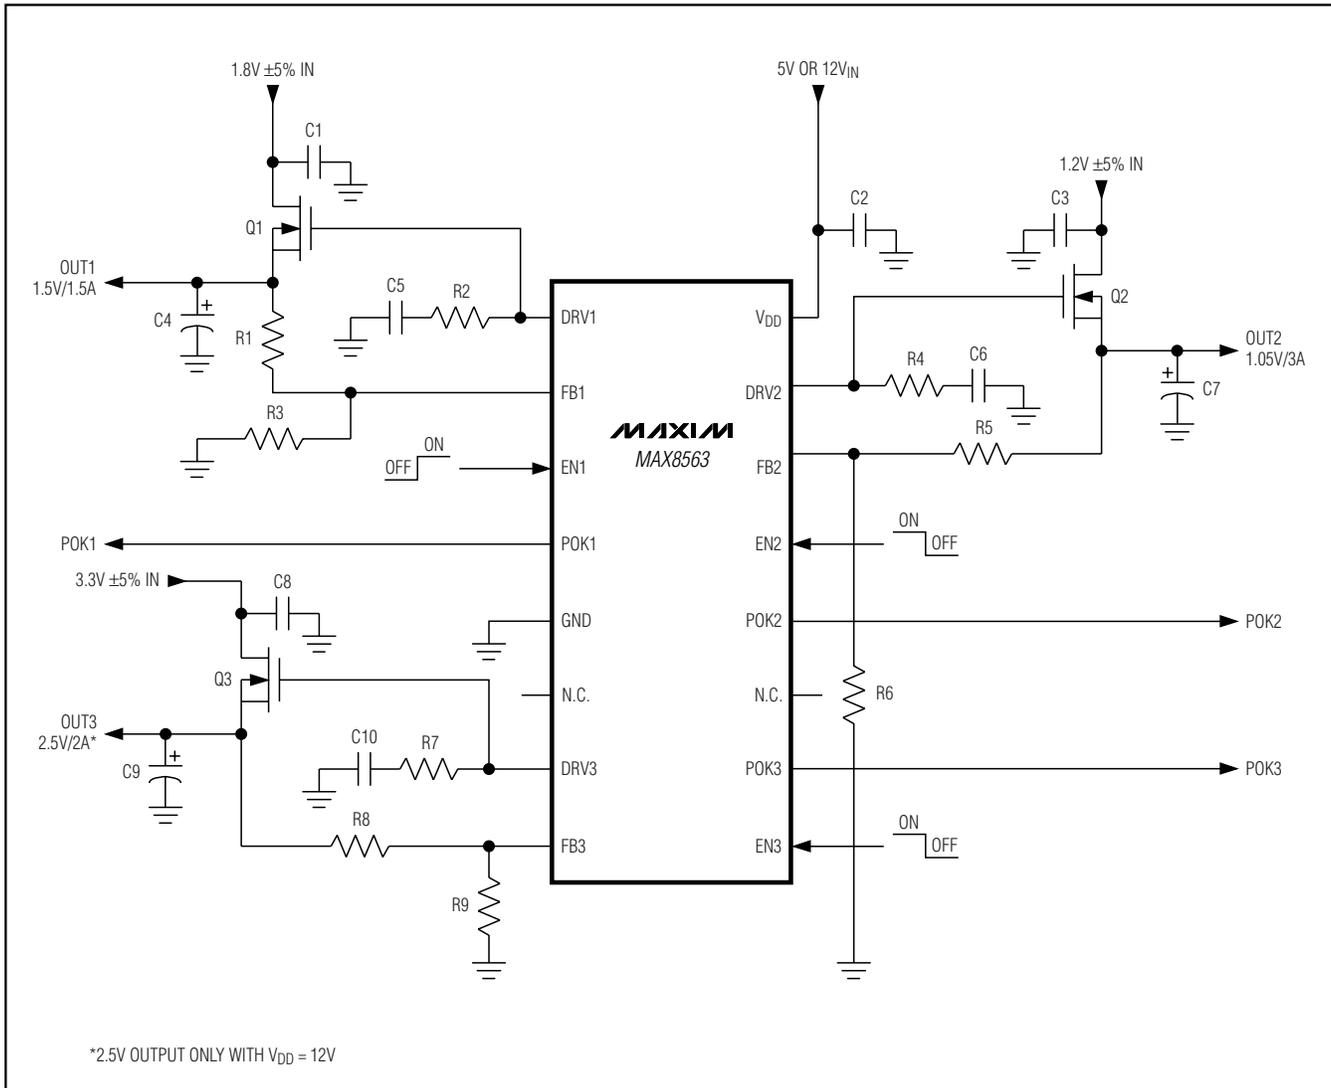 1.8V ±5% IN
5V OR 12VIN
C1
1.2V ±5% IN
C2
C3
Q1
OUT1
1.5V/1.5A
C5
R2
Q2
C4
R1
DRV1
VDD
OUT2
1.05V/3A
R4
C6
R3
FB1
DRV2
C7
MAXIM
MAX8563
R5
ON
OFF
EN1
FB2
ON
OFF
POK1
POK1
EN2
3.3V ±5% IN
C8
GND
POK2
POK2
Q3
N.C.
N.C.
R6
OUT3
2.5V/2A*
C10
R7
C9
DRV3
POK3
POK3
R8
ON
OFF
FB3
EN3
R9
*2.5V OUTPUT ONLY WITH VDD = 12V